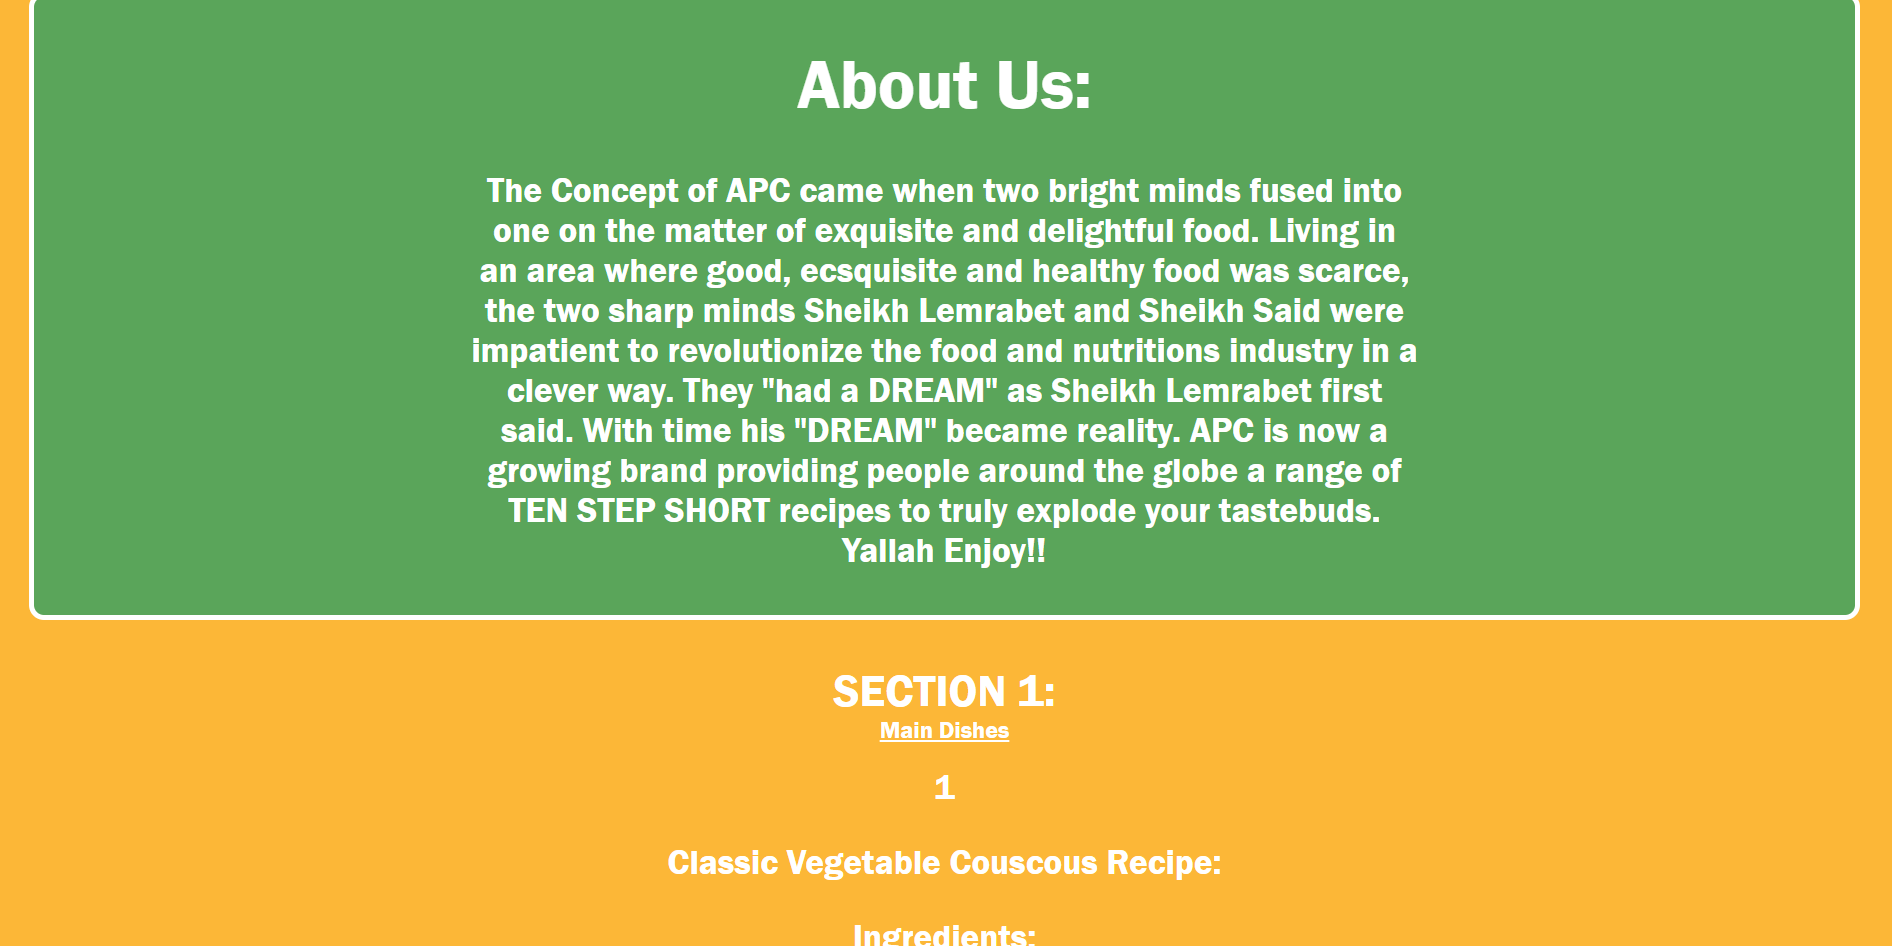 About Us:
The Concept of APC came when two bright minds fused into
one on the matter of exquisite and delightful food. Living in
an area where good, ecsquisite and healthy food was scarce,
the two sharp minds Sheikh Lemrabet and Sheikh Said were
impatient to revolutionize the food and nutritions industry in a
clever way. They "had a DREAM" as Sheikh Lemrabet first
said. With time his "DREAM" became reality. APC is now a
growing brand providing people around the globe a range of
TEN STEP SHORT recipes to truly explode your tastebuds.
Yallah Enjoy!!
SECTION 1:
Main Dishes
1
Classic Vegetable Couscous Recipe:
Ingredients: